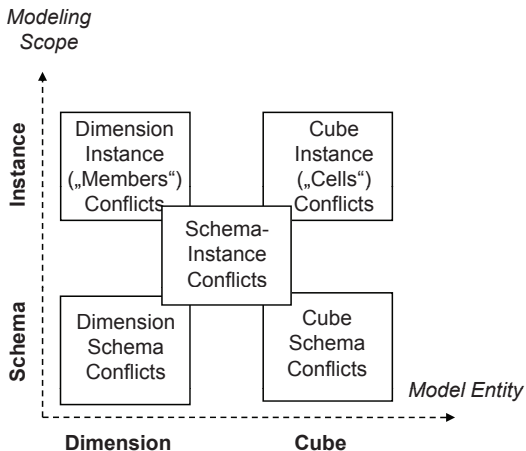 Modeling
Scope
Instance
Dimension
Instance
(„Members“)
Conflicts
Cube
Instance
(„Cells“)
Conflicts
Schema-
Instance
Conflicts
Schema
Dimension
Schema
Conflicts
Cube
Schema
Conflicts
Model Entity
Dimension
Cube